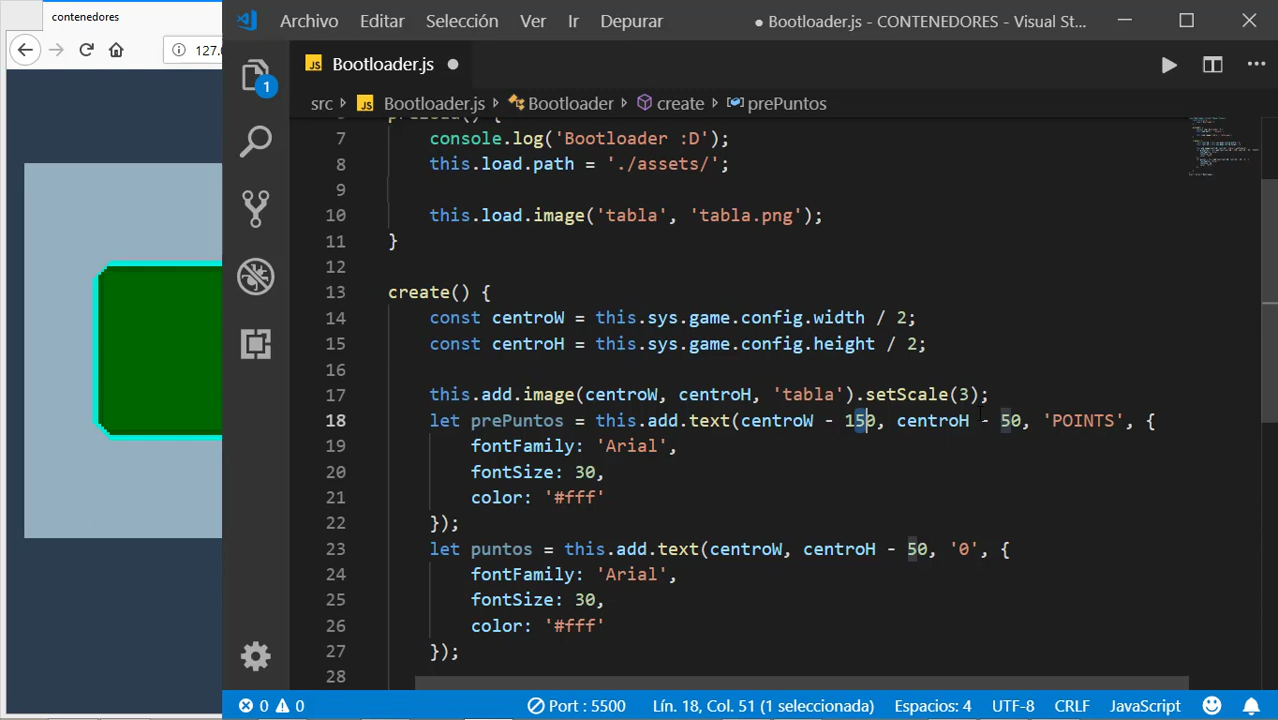 contenedores
127.0
Archivo Editar Selección Ver Ir Depurar ● Bootloader.js - CONTENEDORES - Visual St...
JS Bootloader.js ●
1
src Bootloader.js Bootloader create prePuntos
preload() {
7 console.log('Bootloader :D');
8 this.load.path = './assets/';
9
10 this.load.image('tabla', 'tabla.png');
11 }
12
13 create() {
14 const centroW = this.sys.game.config.width / 2;
15 const centroH = this.sys.game.config.height / 2;
16
17 this.add.image(centroW, centroH, 'tabla').setScale(3);
18 let prePuntos = this.add.text(centroW - 150, centroH - 50, 'POINTS', {
19 fontFamily: 'Arial',
20 fontSize: 30,
21 color: '#fff'
22 });
23 let puntos = this.add.text(centroW, centroH - 50, '0', {
24 fontFamily: 'Arial',
25 fontSize: 30,
26 color: '#fff'
27 });
28
0 0 Port : 5500 Lín. 18, Col. 51 (1 seleccionada) Espacios: 4 UTF-8 CRLF JavaScript